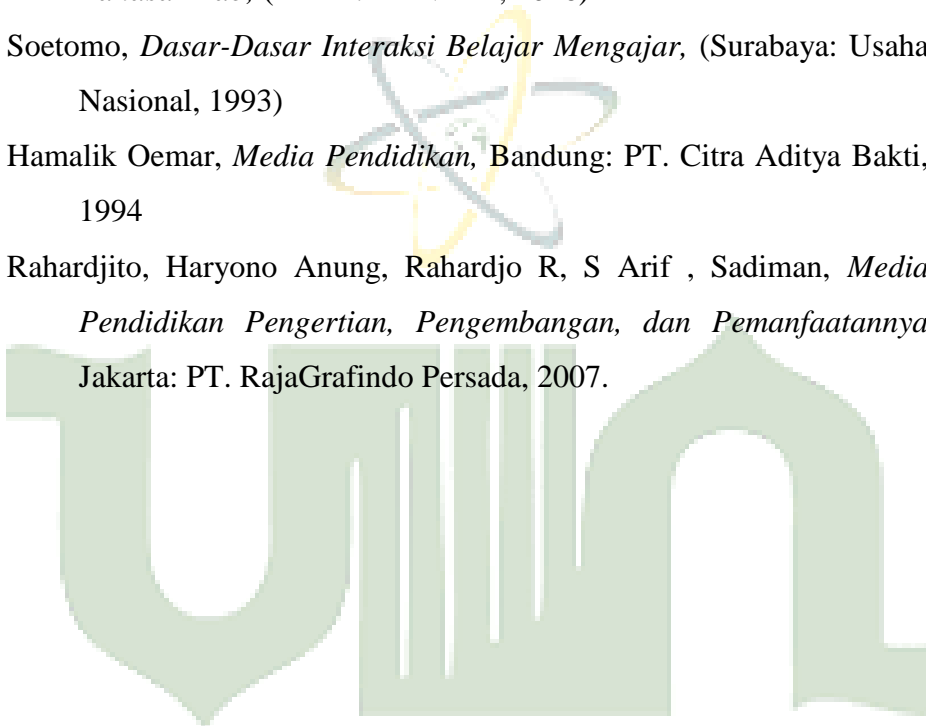 Soetomo, Dasar-Dasar Interaksi Belajar Mengajar, (Surabaya: Usaha
Nasional, 1993)
Hamalik Oemar, Media Pendidikan, Bandung: PT. Citra Aditya Bakti,
1994
Rahardjito, Haryono Anung, Rahardjo R, S Arif , Sadiman, Media
Pendidikan Pengertian, Pengembangan, dan Pemanfaatannya
Jakarta: PT. RajaGrafindo Persada, 2007.